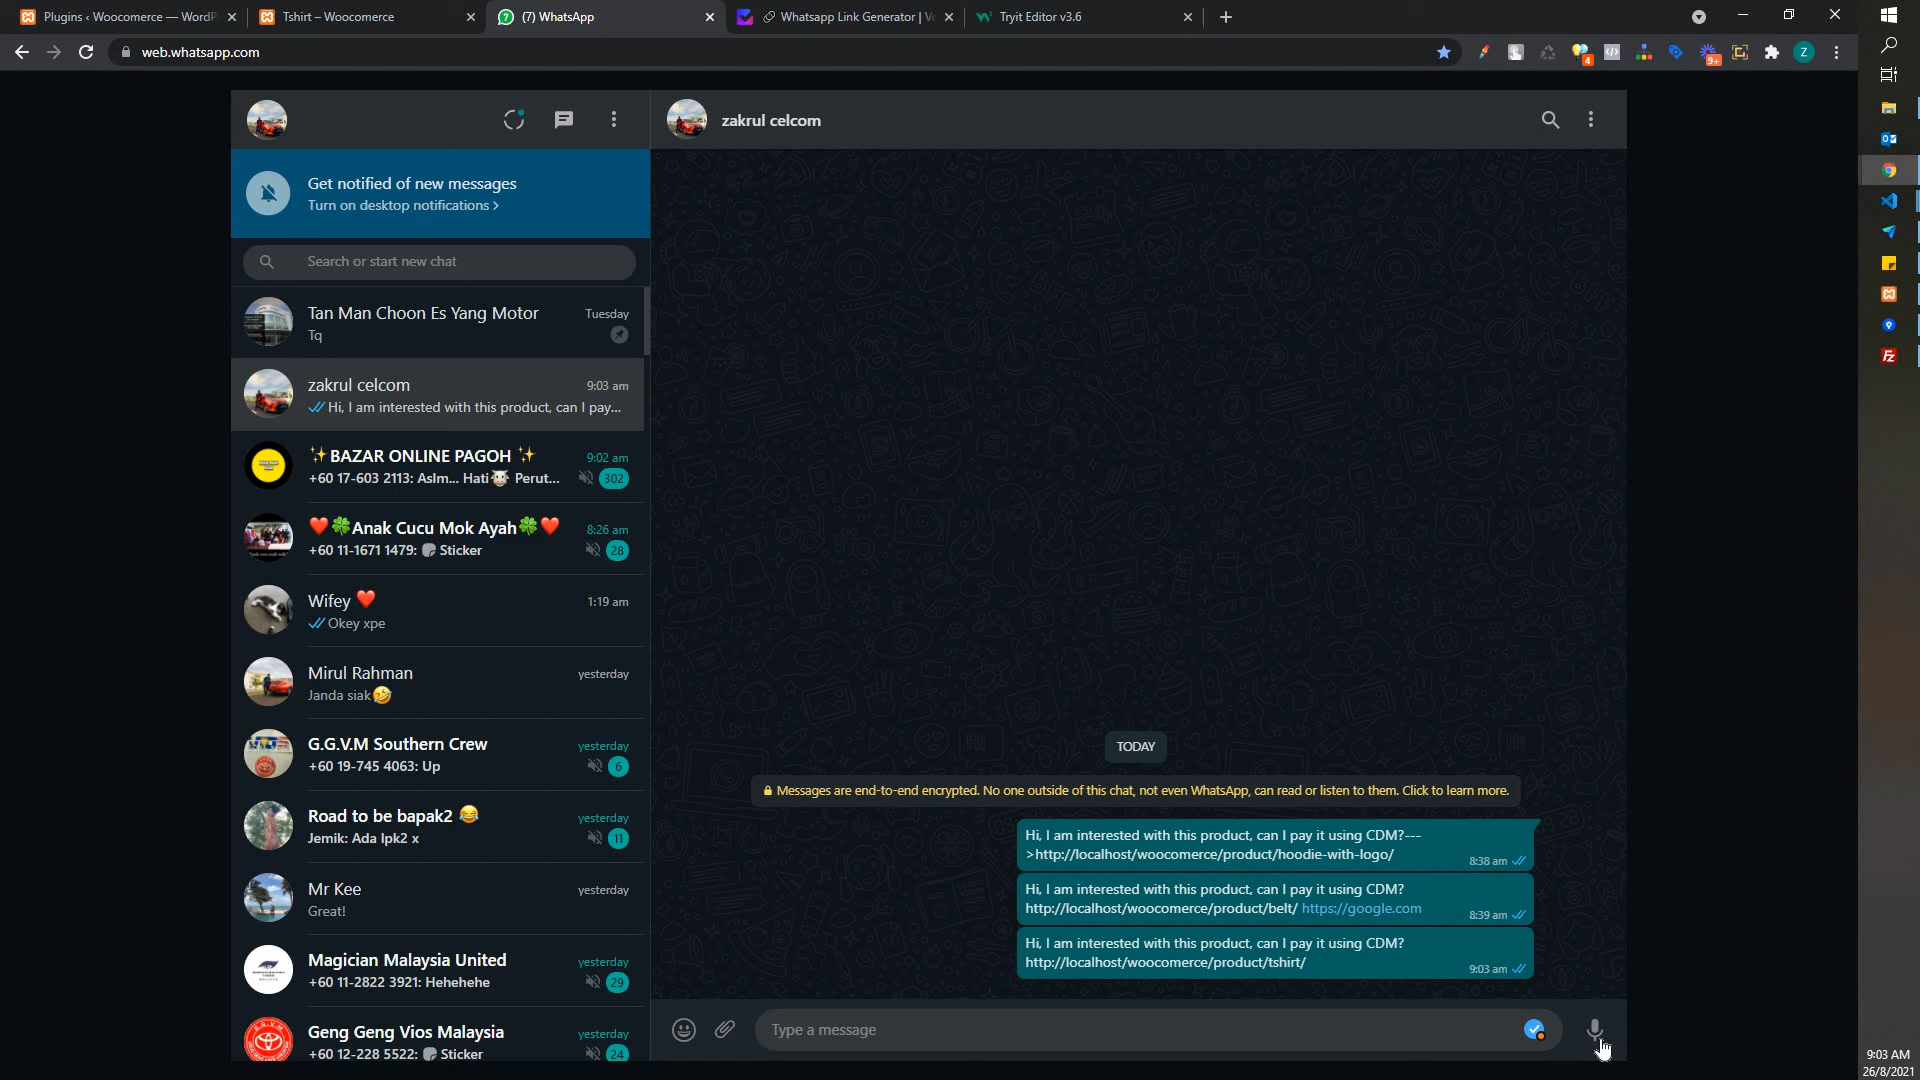 Plugins ‹ Woocomerce — WordP
Tshirt – Woocomerce
(7) WhatsApp
Whatsapp Link Generator | V
Tryit Editor v3.6
web.whatsapp.com
4
9+
Z
zakrul celcom
Get notified of new messages
Turn on desktop notifications >
Search or start new chat
Tan Man Choon Es Yang Motor
Tuesday
Tq
zakrul celcom
9:03 am
Hi, I am interested with this product, can I pay...
✨BAZAR ONLINE PAGOH ✨
9:02 am
+60 17-603 2113: Aslm... Hati🐮 Perut...
302
❤️🍀Anak Cucu Mok Ayah🍀❤️
8:26 am
+60 11-1671 1479: Sticker
28
Wifey ❤️
1:19 am
Okey xpe
Mirul Rahman
yesterday
Janda siak🤣
G.G.V.M Southern Crew
yesterday
+60 19-745 4063: Up
6
Road to be bapak2 😂
yesterday
Jemik: Ada lpk2 x
11
Mr Kee
yesterday
Great!
Magician Malaysia United
yesterday
+60 11-2822 3921: Hehehehe
29
Geng Geng Vios Malaysia
yesterday
+60 12-228 5522: Sticker
24
TODAY
Messages are end-to-end encrypted. No one outside of this chat, not even WhatsApp, can read or listen to them. Click to learn more.
Hi, I am interested with this product, can I pay it using CDM?---
>http://localhost/woocomerce/product/hoodie-with-logo/
8:38 am
Hi, I am interested with this product, can I pay it using CDM?
http://localhost/woocomerce/product/belt/ https://google.com
8:39 am
Hi, I am interested with this product, can I pay it using CDM?
http://localhost/woocomerce/product/tshirt/
9:03 am
Type a message
9:03 AM
26/8/2021